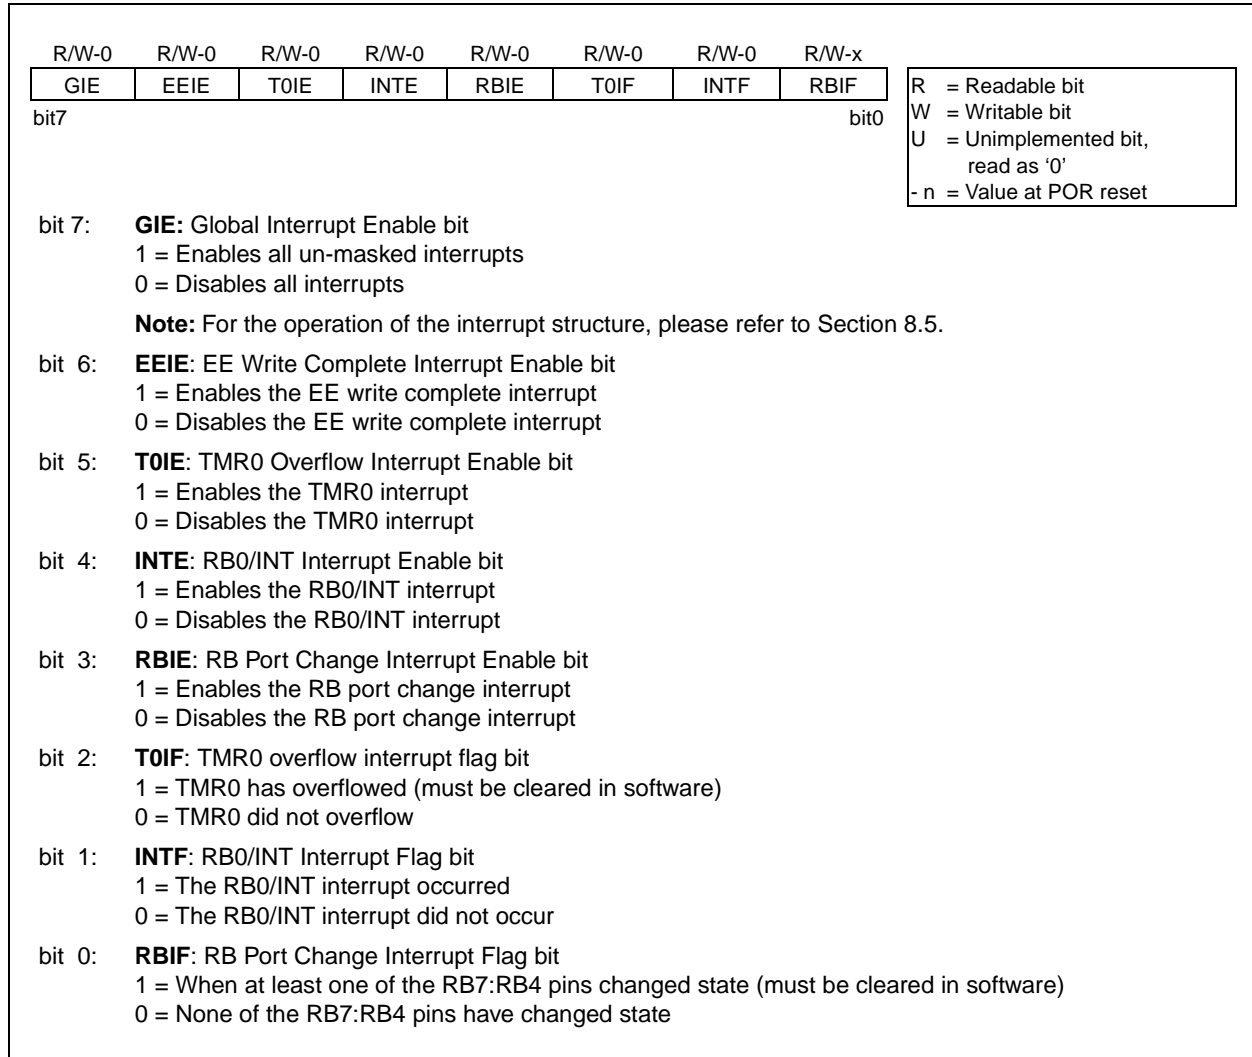 R/W-0 R/W-0 R/W-0 R/W-0 R/W-0 R/W-0 R/W-0 R/W-x
GIE EEIE T0IE INTE RBIE T0IF INTF RBIF
bit7 bit0
R = Readable bit
W = Writable bit
U = Unimplemented bit,
read as ‘0’
- n = Value at POR reset
bit 7: GIE: Global Interrupt Enable bit
1 = Enables all un-masked interrupts
0 = Disables all interrupts
Note: For the operation of the interrupt structure, please refer to Section 8.5.
bit 6: EEIE: EE Write Complete Interrupt Enable bit
1 = Enables the EE write complete interrupt
0 = Disables the EE write complete interrupt
bit 5: T0IE: TMR0 Overflow Interrupt Enable bit
1 = Enables the TMR0 interrupt
0 = Disables the TMR0 interrupt
bit 4: INTE: RB0/INT Interrupt Enable bit
1 = Enables the RB0/INT interrupt
0 = Disables the RB0/INT interrupt
bit 3: RBIE: RB Port Change Interrupt Enable bit
1 = Enables the RB port change interrupt
0 = Disables the RB port change interrupt
bit 2: T0IF: TMR0 overflow interrupt flag bit
1 = TMR0 has overflowed (must be cleared in software)
0 = TMR0 did not overflow
bit 1: INTF: RB0/INT Interrupt Flag bit
1 = The RB0/INT interrupt occurred
0 = The RB0/INT interrupt did not occur
bit 0: RBIF: RB Port Change Interrupt Flag bit
1 = When at least one of the RB7:RB4 pins changed state (must be cleared in software)
0 = None of the RB7:RB4 pins have changed state